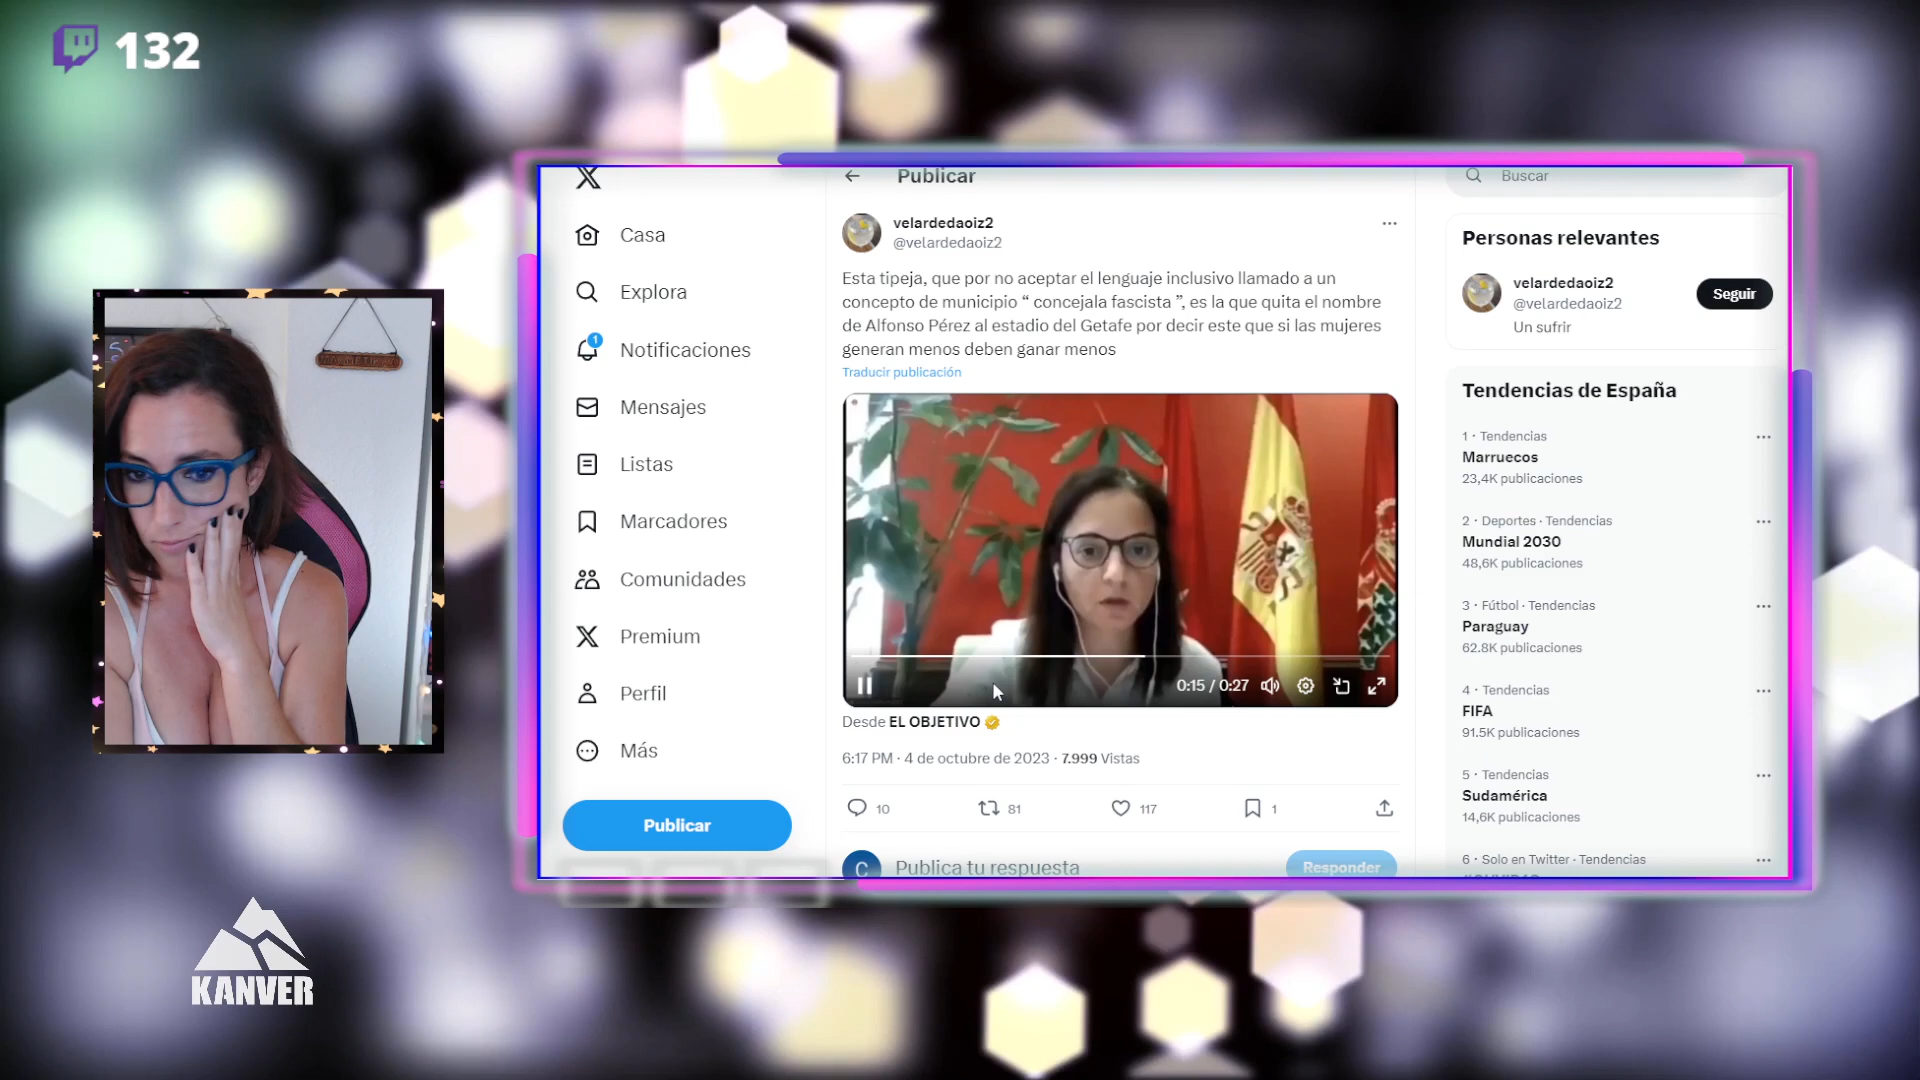 132
Publicar
Buscar
velardedaoiz2
@velardedaoiz2
Esta tipeja, que por no aceptar el lenguaje inclusivo llamado a un
concepto de municipio “ concejala fascista ”, es la que quita el nombre
de Alfonso Pérez al estadio del Getafe por decir este que si las mujeres
generan menos deben ganar menos
Traducir publicación
0:15 / 0:27
Desde EL OBJETIVO
6:17 PM · 4 de octubre de 2023 · 7.999 Vistas
10
81
117
1
C
Publica tu respuesta
Responder
Casa
Explora
1
Notificaciones
Mensajes
Listas
Marcadores
Comunidades
Premium
Perfil
Más
Publicar
Personas relevantes
velardedaoiz2
@velardedaoiz2
Un sufrir
Seguir
Tendencias de España
1 · Tendencias
Marruecos
23,4K publicaciones
2 · Deportes · Tendencias
Mundial 2030
48,6K publicaciones
3 · Fútbol · Tendencias
Paraguay
62.8K publicaciones
4 · Tendencias
FIFA
91.5K publicaciones
5 · Tendencias
Sudamérica
14,6K publicaciones
6 · Solo en Twitter · Tendencias
KANVER